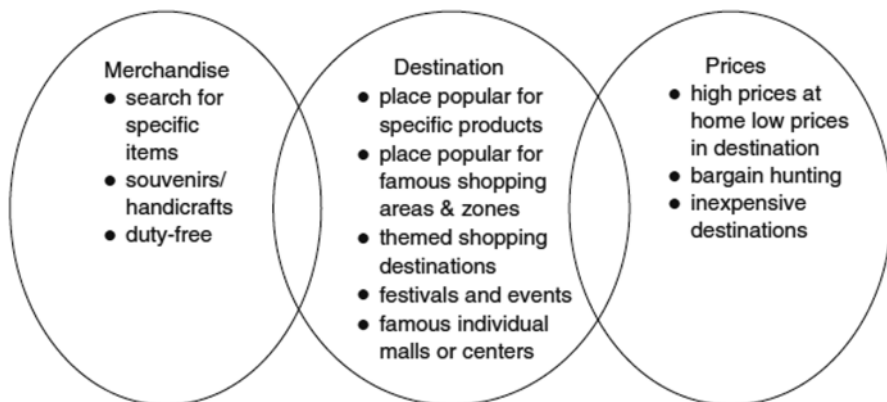 Merchandise
● search for
specific
items
● souvenirs/
handicrafts
● duty-free
Destination
● place popular for
specific products
● place popular for
famous shopping
areas & zones
● themed shopping
destinations
● festivals and events
● famous individual
malls or centers
Prices
● high prices at
home low prices
in destination
● bargain hunting
● inexpensive
destinations